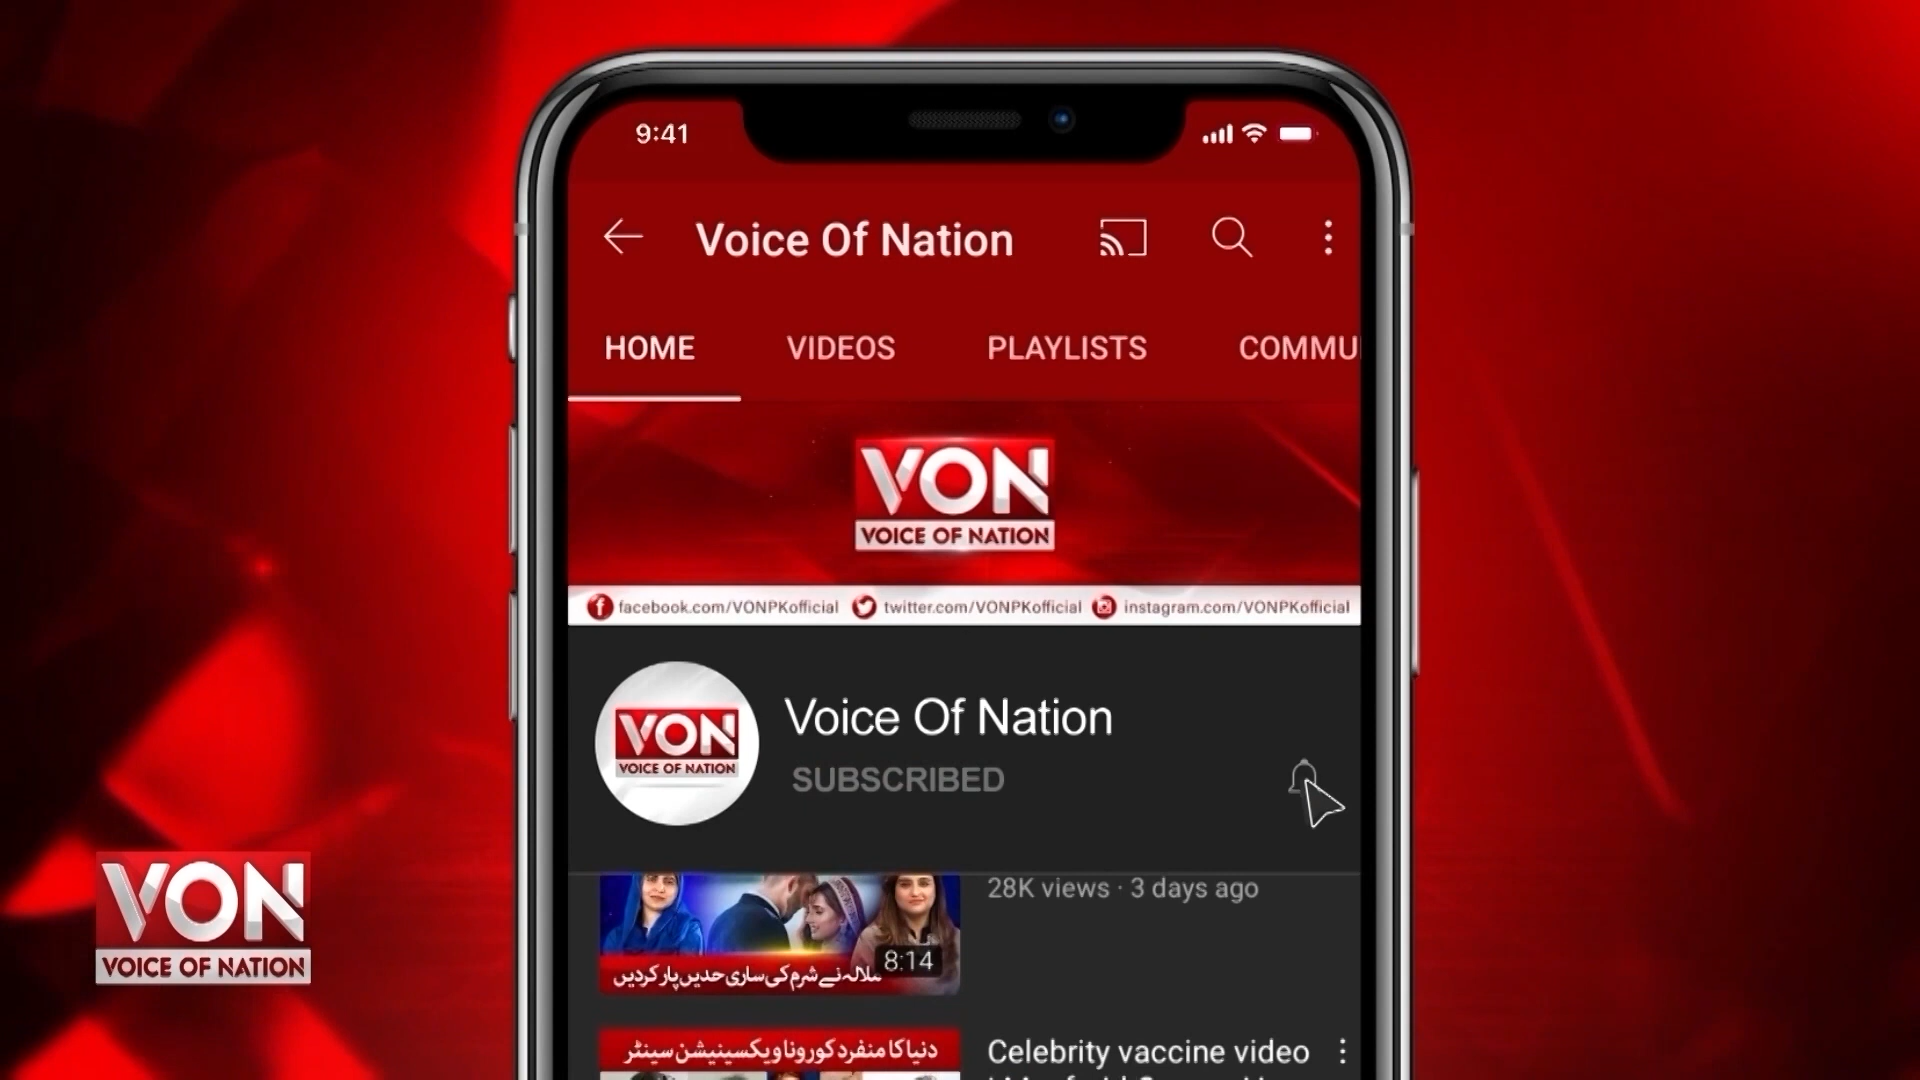 9:41
Voice Of Nation
HOME
VIDEOS
PLAYLISTS
COMMU
VON
VOICE OF NATION
facebook.com/VONPKofficial
twitter.com/VONPKofficial
instagram.com/VONPKofficial
VON
VOICE OF NATION
Voice Of Nation
SUBSCRIBED
28K views · 3 days ago
8:14
ملالہ نے شرم کی ساری حدیں پار کر دیں
دنیا کا منفرد کورونا ویکسینیشن سینٹر
Celebrity vaccine video
VON
VOICE OF NATION